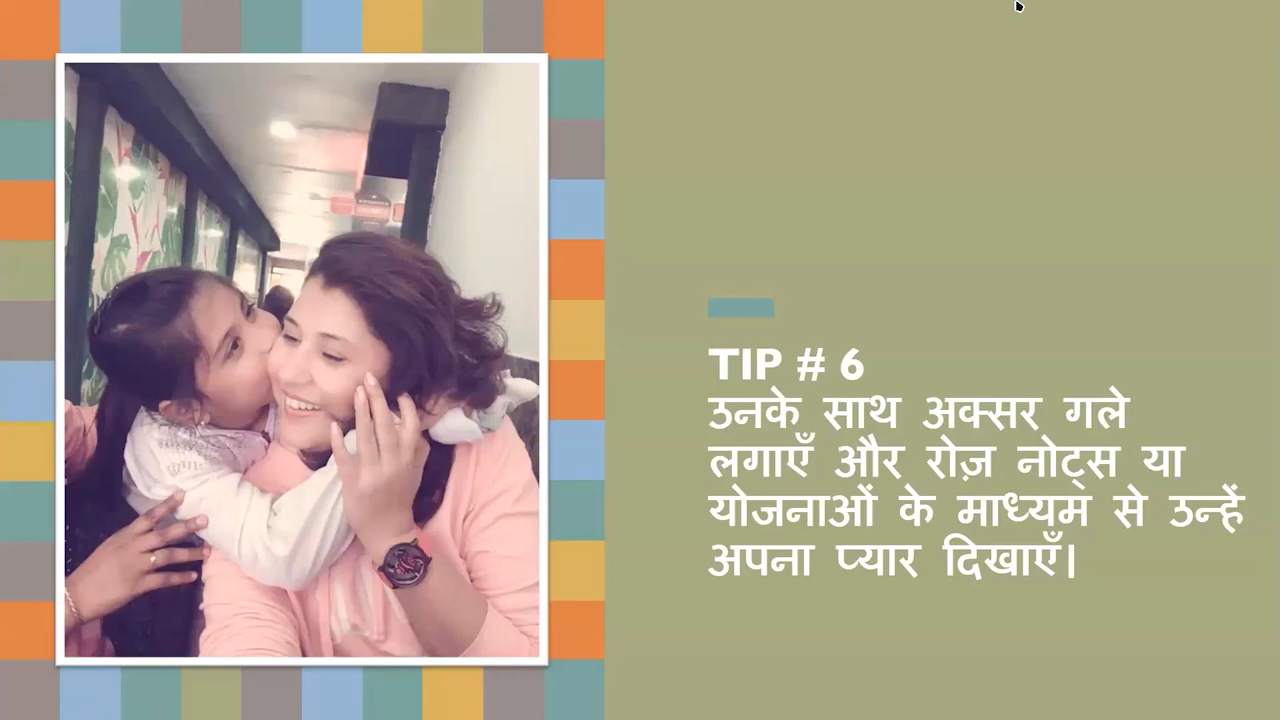 TIP # 6
उनके साथ अक्सर गले
लगाएँ और रोज़ नोट्स या
योजनाओं के माध्यम से उन्हें
अपना प्यार दिखाएँ।